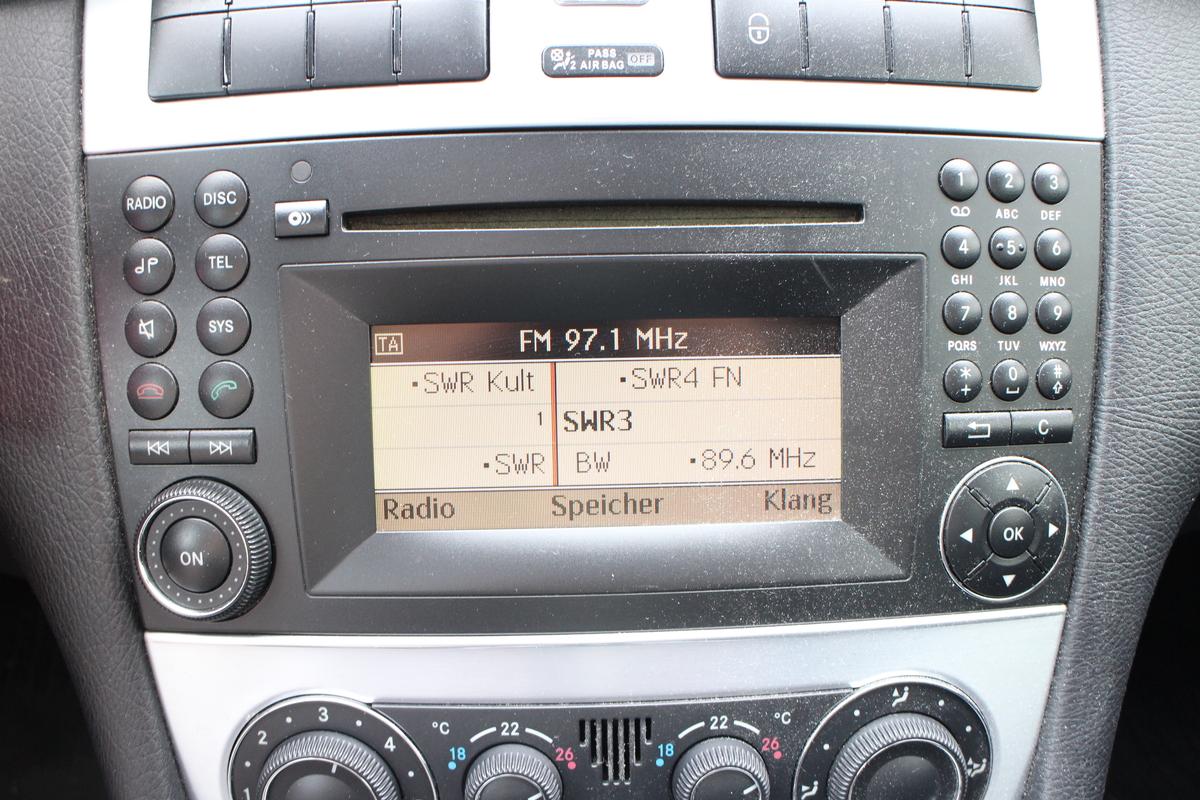 PASS
2 AIR BAG OFF
RADIO DISC
TEL
SYS
ON
TA FM 97.1 MHz
SWR Kult SWR4 FN
1 SWR3
SWR BW 89.6 MHz
Radio Speicher Klang
1 2 3
ABC DEF
4 5 6
GHI JKL MNO
7 8 9
PQRS TUV WXYZ
* 0 #
+
C
OK
1 2 3 4
°C 18 22 26
18 22 26 °C